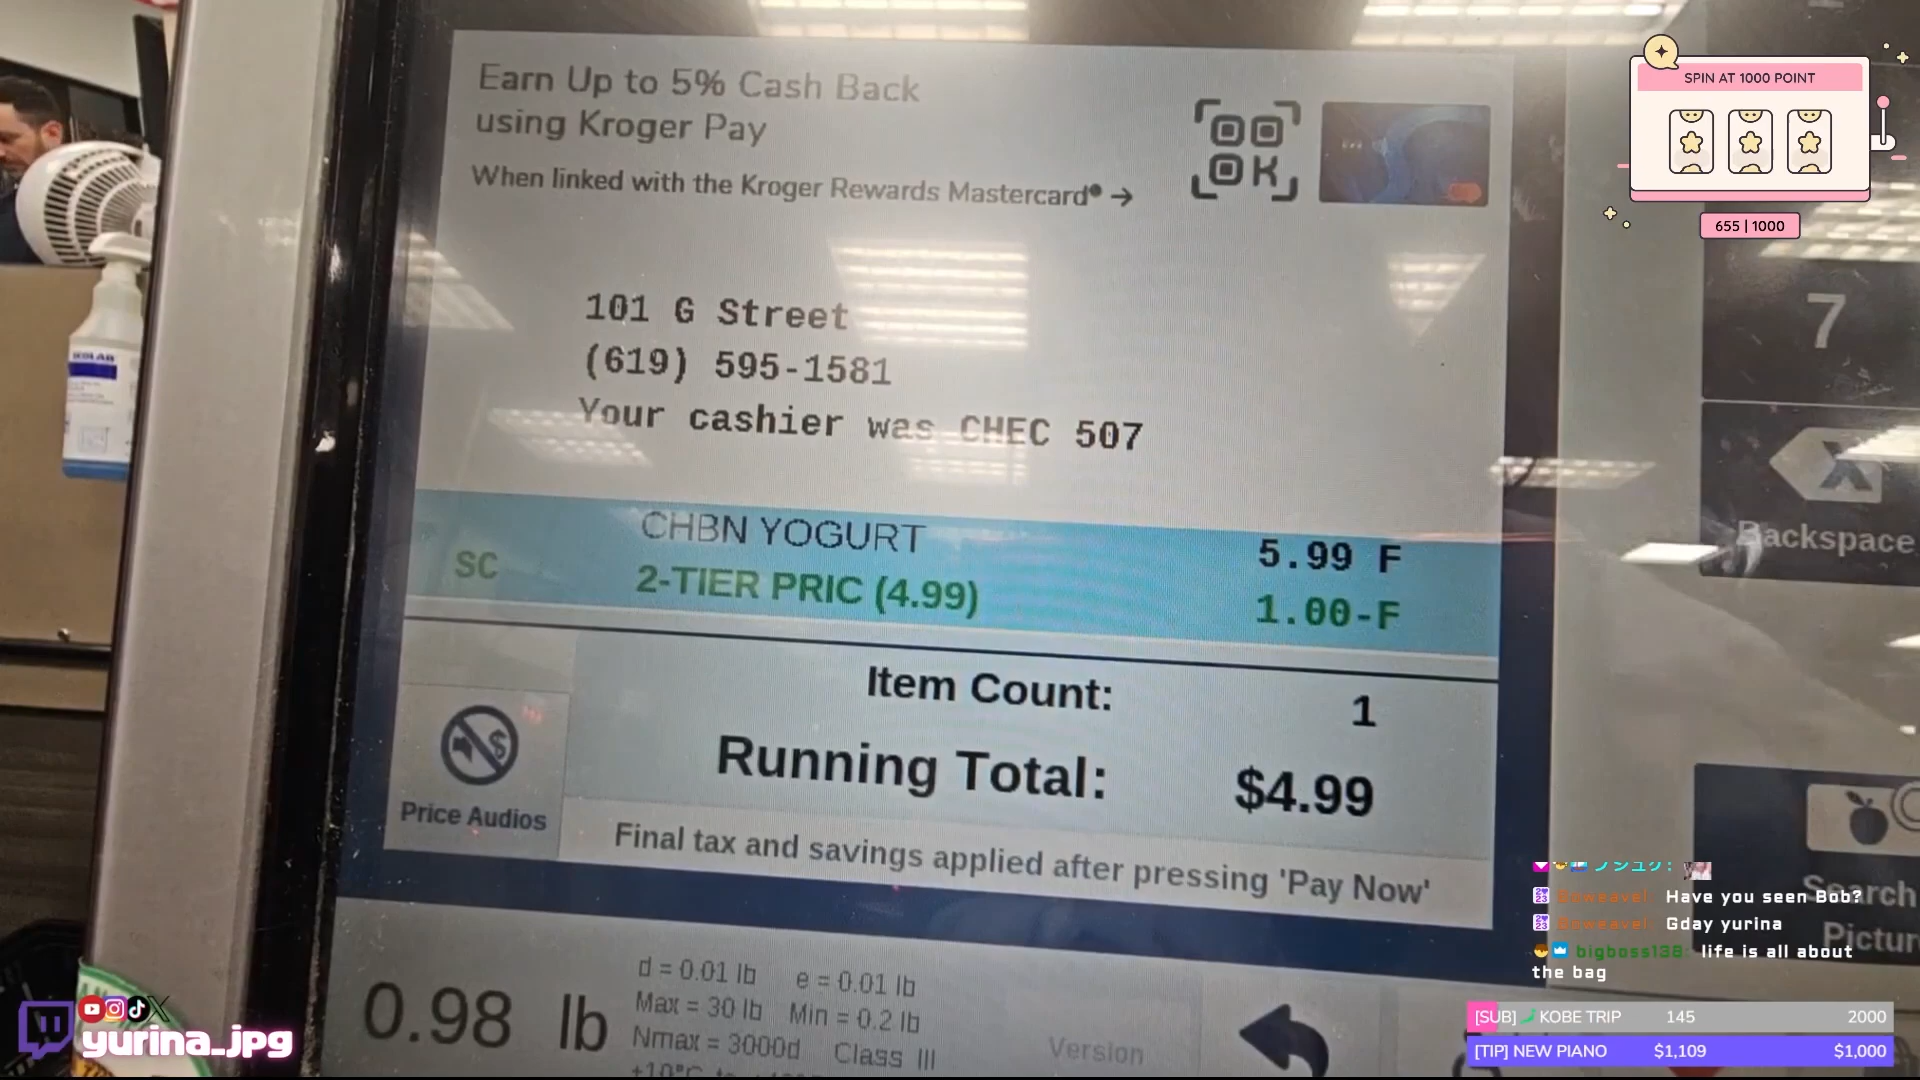 Earn Up to 5% Cash Back
using Kroger Pay
When linked with the Kroger Rewards Mastercard® →
SPIN AT 1000 POINT
655 | 1000
101 G Street
(619) 595-1581
Your cashier was CHEC 507
CHBN YOGURT 5.99 F
SC 2-TIER PRIC (4.99) 1.00-F
Item Count: 1
Running Total: $4.99
Price Audios
Final tax and savings applied after pressing 'Pay Now'
0.98 lb
d = 0.01 lb e = 0.01 lb
Max = 30 lb Min = 0.2 lb
Nmax = 3000d Class III
Version
7
X
Backspace
Search
ECOLAB
Boweavel: Have you seen Bob?
Boweavel: Gday yurina
bigboss138: life is all about
the bag
[SUB] KOBE TRIP 145 2000
[TIP] NEW PIANO $1,109 $1,000
yurina_jpg